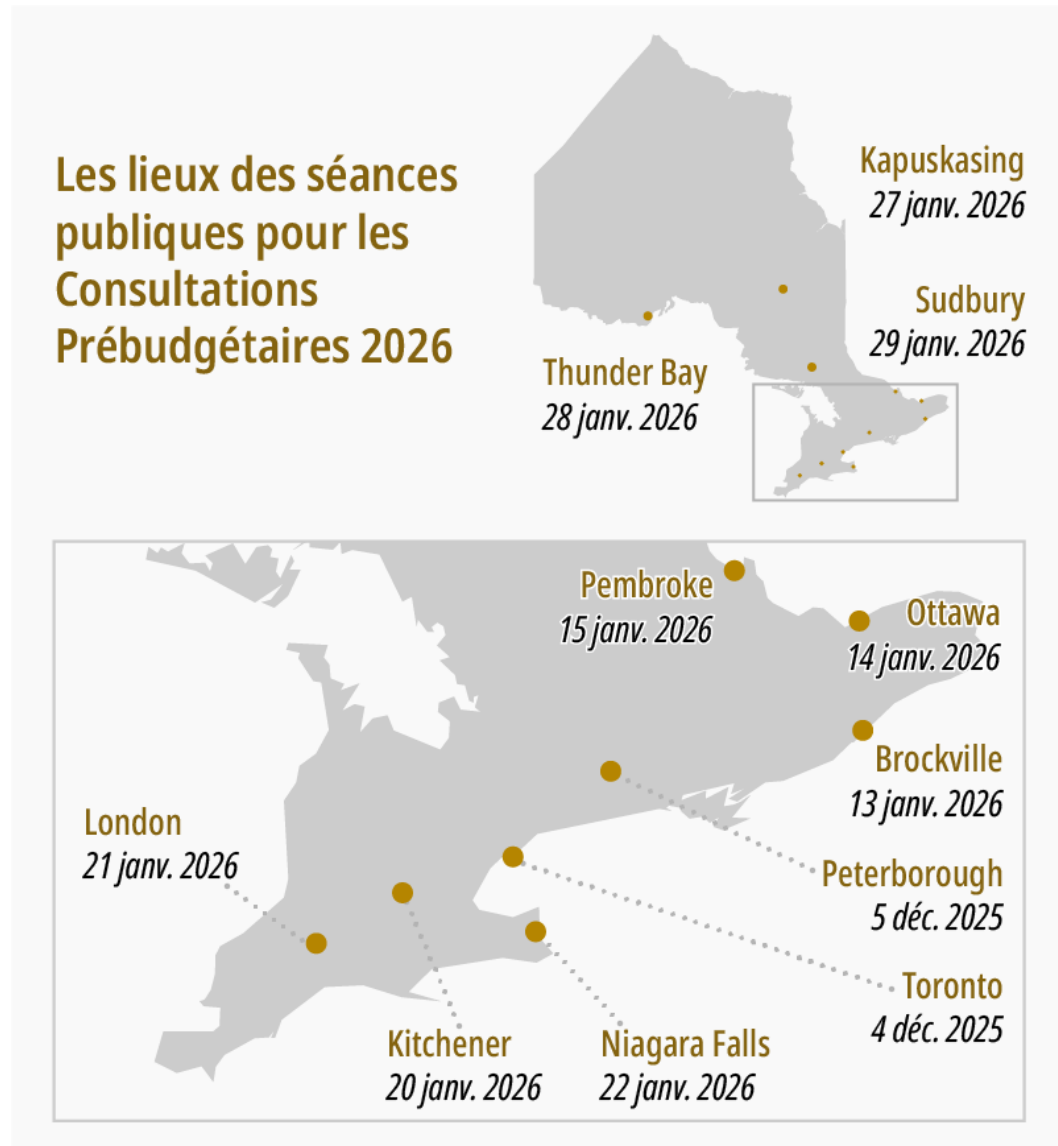 Les lieux des séances
publiques pour les
Consultations
Prébudgétaires 2026
Kapuskasing
27 janv. 2026
Sudbury
29 janv. 2026
Thunder Bay
28 janv. 2026
Pembroke
15 janv. 2026
Ottawa
14 janv. 2026
Brockville
13 janv. 2026
London
21 janv. 2026
Peterborough
5 déc. 2025
Toronto
4 déc. 2025
Kitchener
20 janv. 2026
Niagara Falls
22 janv. 2026